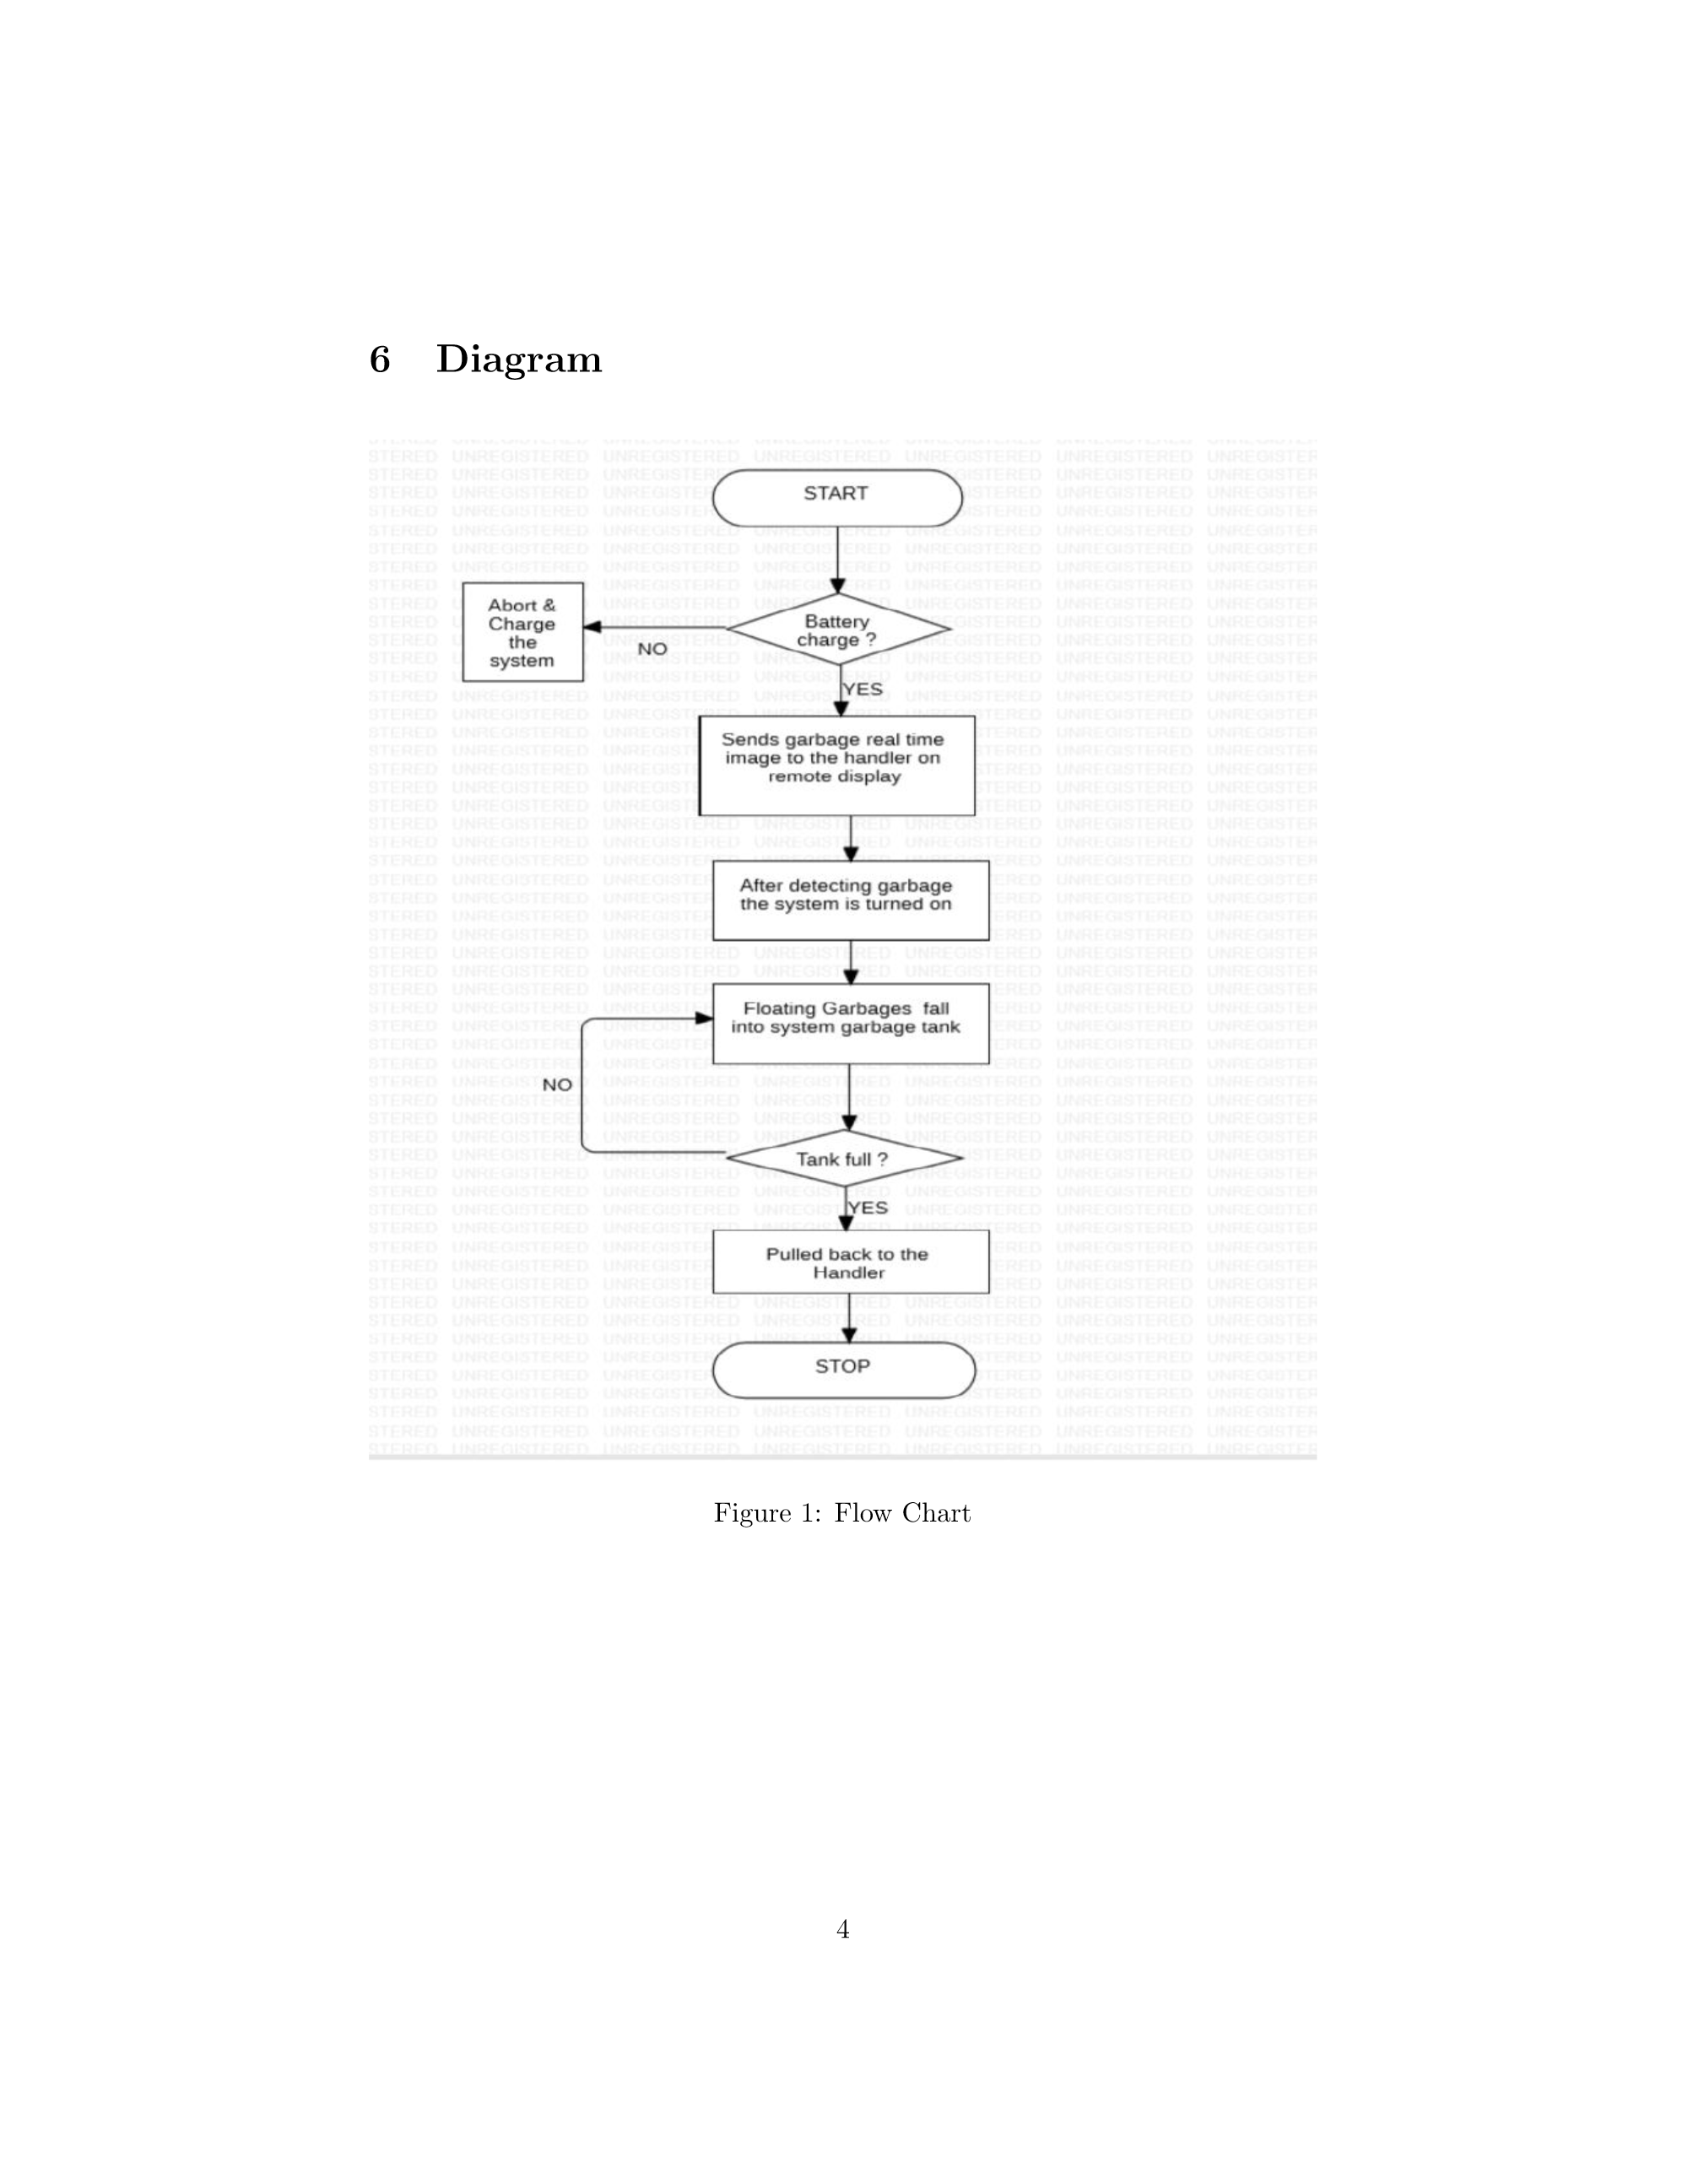 6 Diagram
START
Battery
charge ?
NO
Abort &
Charge
the
system
YES
Sends garbage real time
image to the handler on
remote display
After detecting garbage
the system is turned on
Floating Garbages  fall
into system garbage tank
NO
Tank full ?
YES
Pulled back to the
Handler
STOP
Figure 1: Flow Chart
4